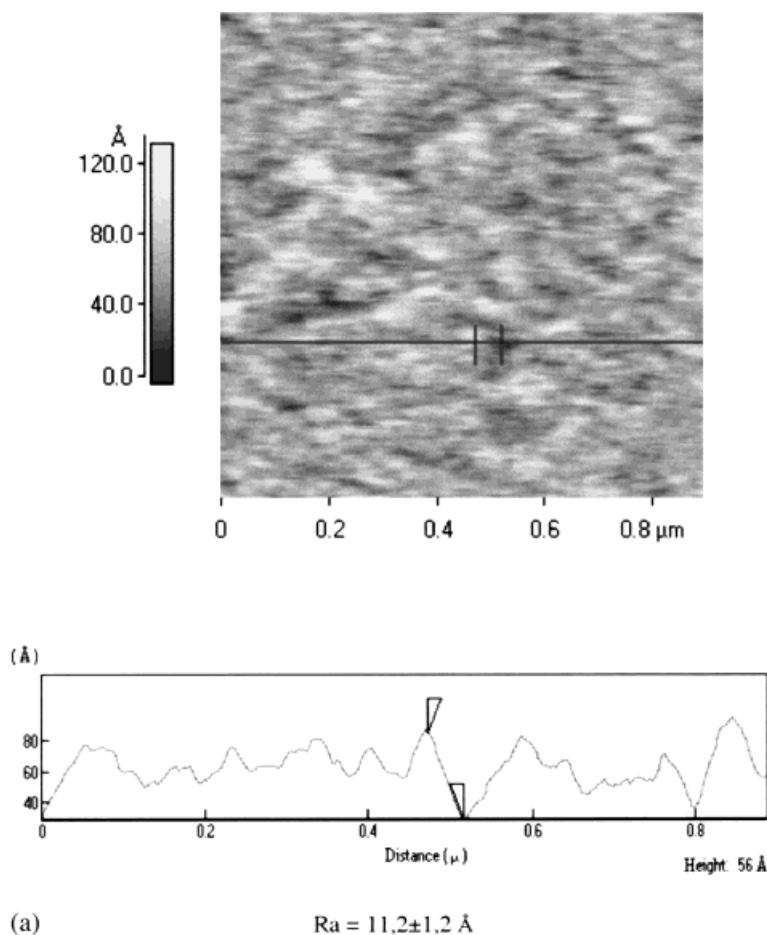 Å
120.0
80.0
40.0
0.0
0 0.2 0.4 0.6 0.8 µm
(Å)
80
60
40
0 0.2 0.4 0.6 0.8
Distance (µ)
Height: 56 Å
(a) Ra = 11,2±1,2 Å